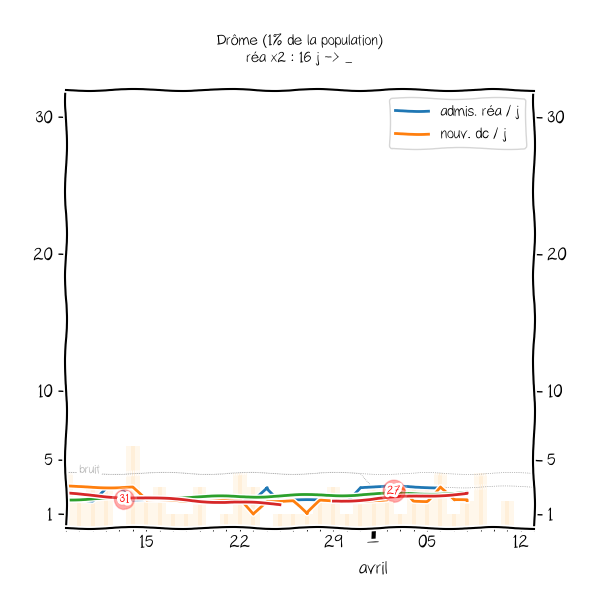 Drôme (1% de la population)
réa x2 : 16 j -> _
admis. réa / j
nouv. dc / j
30 30
20 20
10 10
5 5
bruit
31 27
1 1
15 22 29 1 05 12
avril